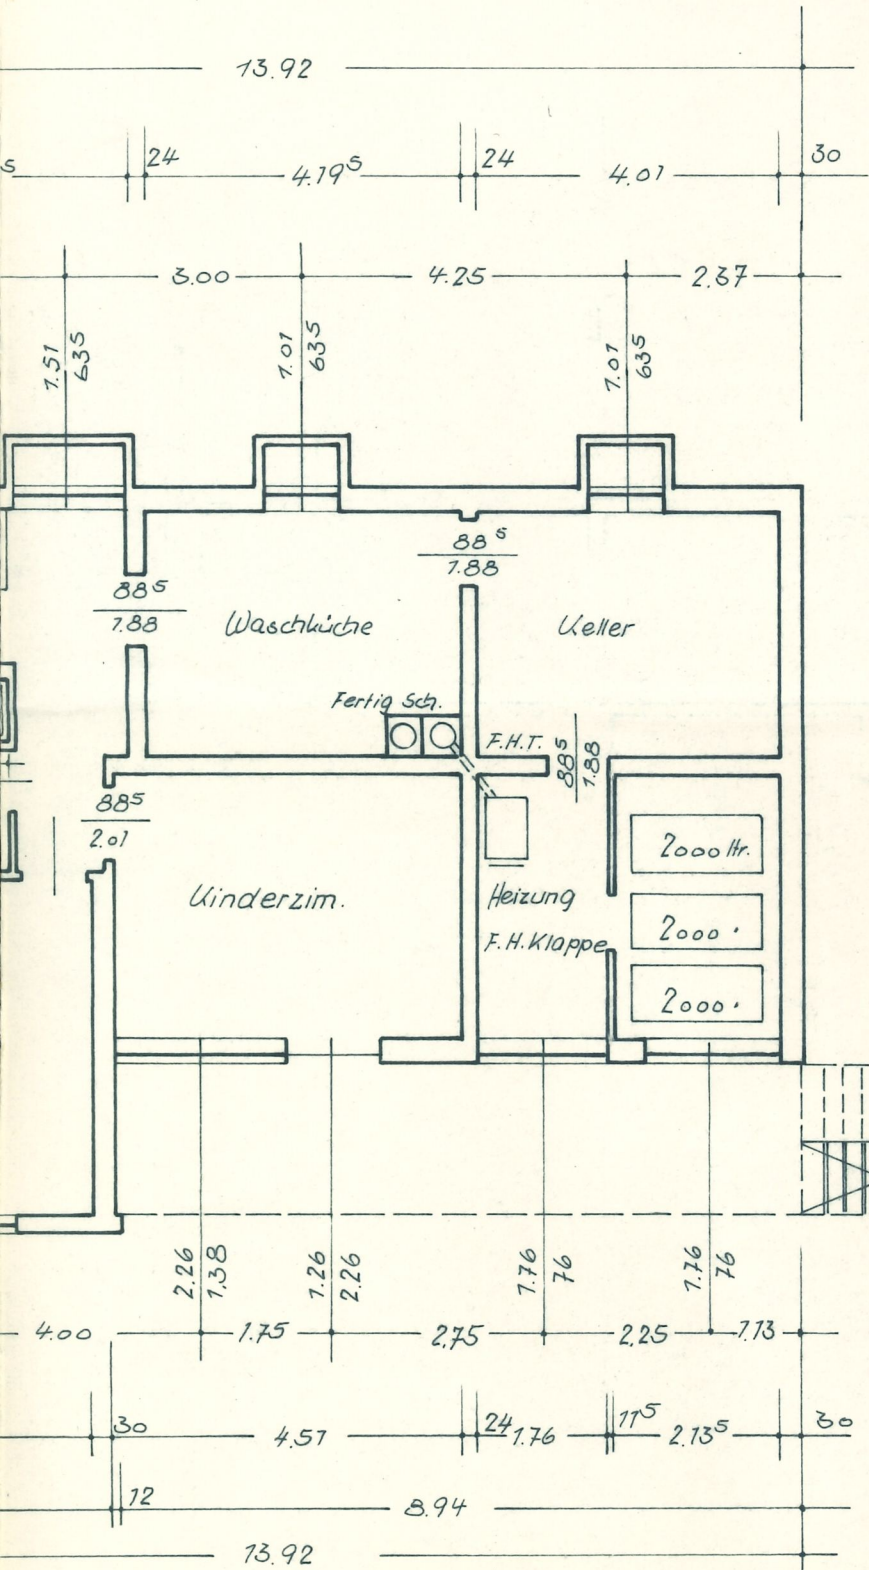 13.92
5 24 4.19⁵ 24 4.01 30
3.00 4.25 2.37
1.51 63⁵ 1.01 63⁵ 1.01 63⁵
88⁵
1.88
88⁵
1.88
Waschküche
Keller
Fertig Sch.
F.H.T.
88⁵
1.88
88⁵
2.01
2000 ltr.
Kinderzim.
Heizung
2000 "
F.H. Klappe
2000 "
2.26 1,38 1.26 2.26 1.76 76 1.76 76
4.00 1.75 2,75 2,25 1.13
30 4.51 24 1.76 11⁵ 2.13⁵ 30
12 8.94
13.92